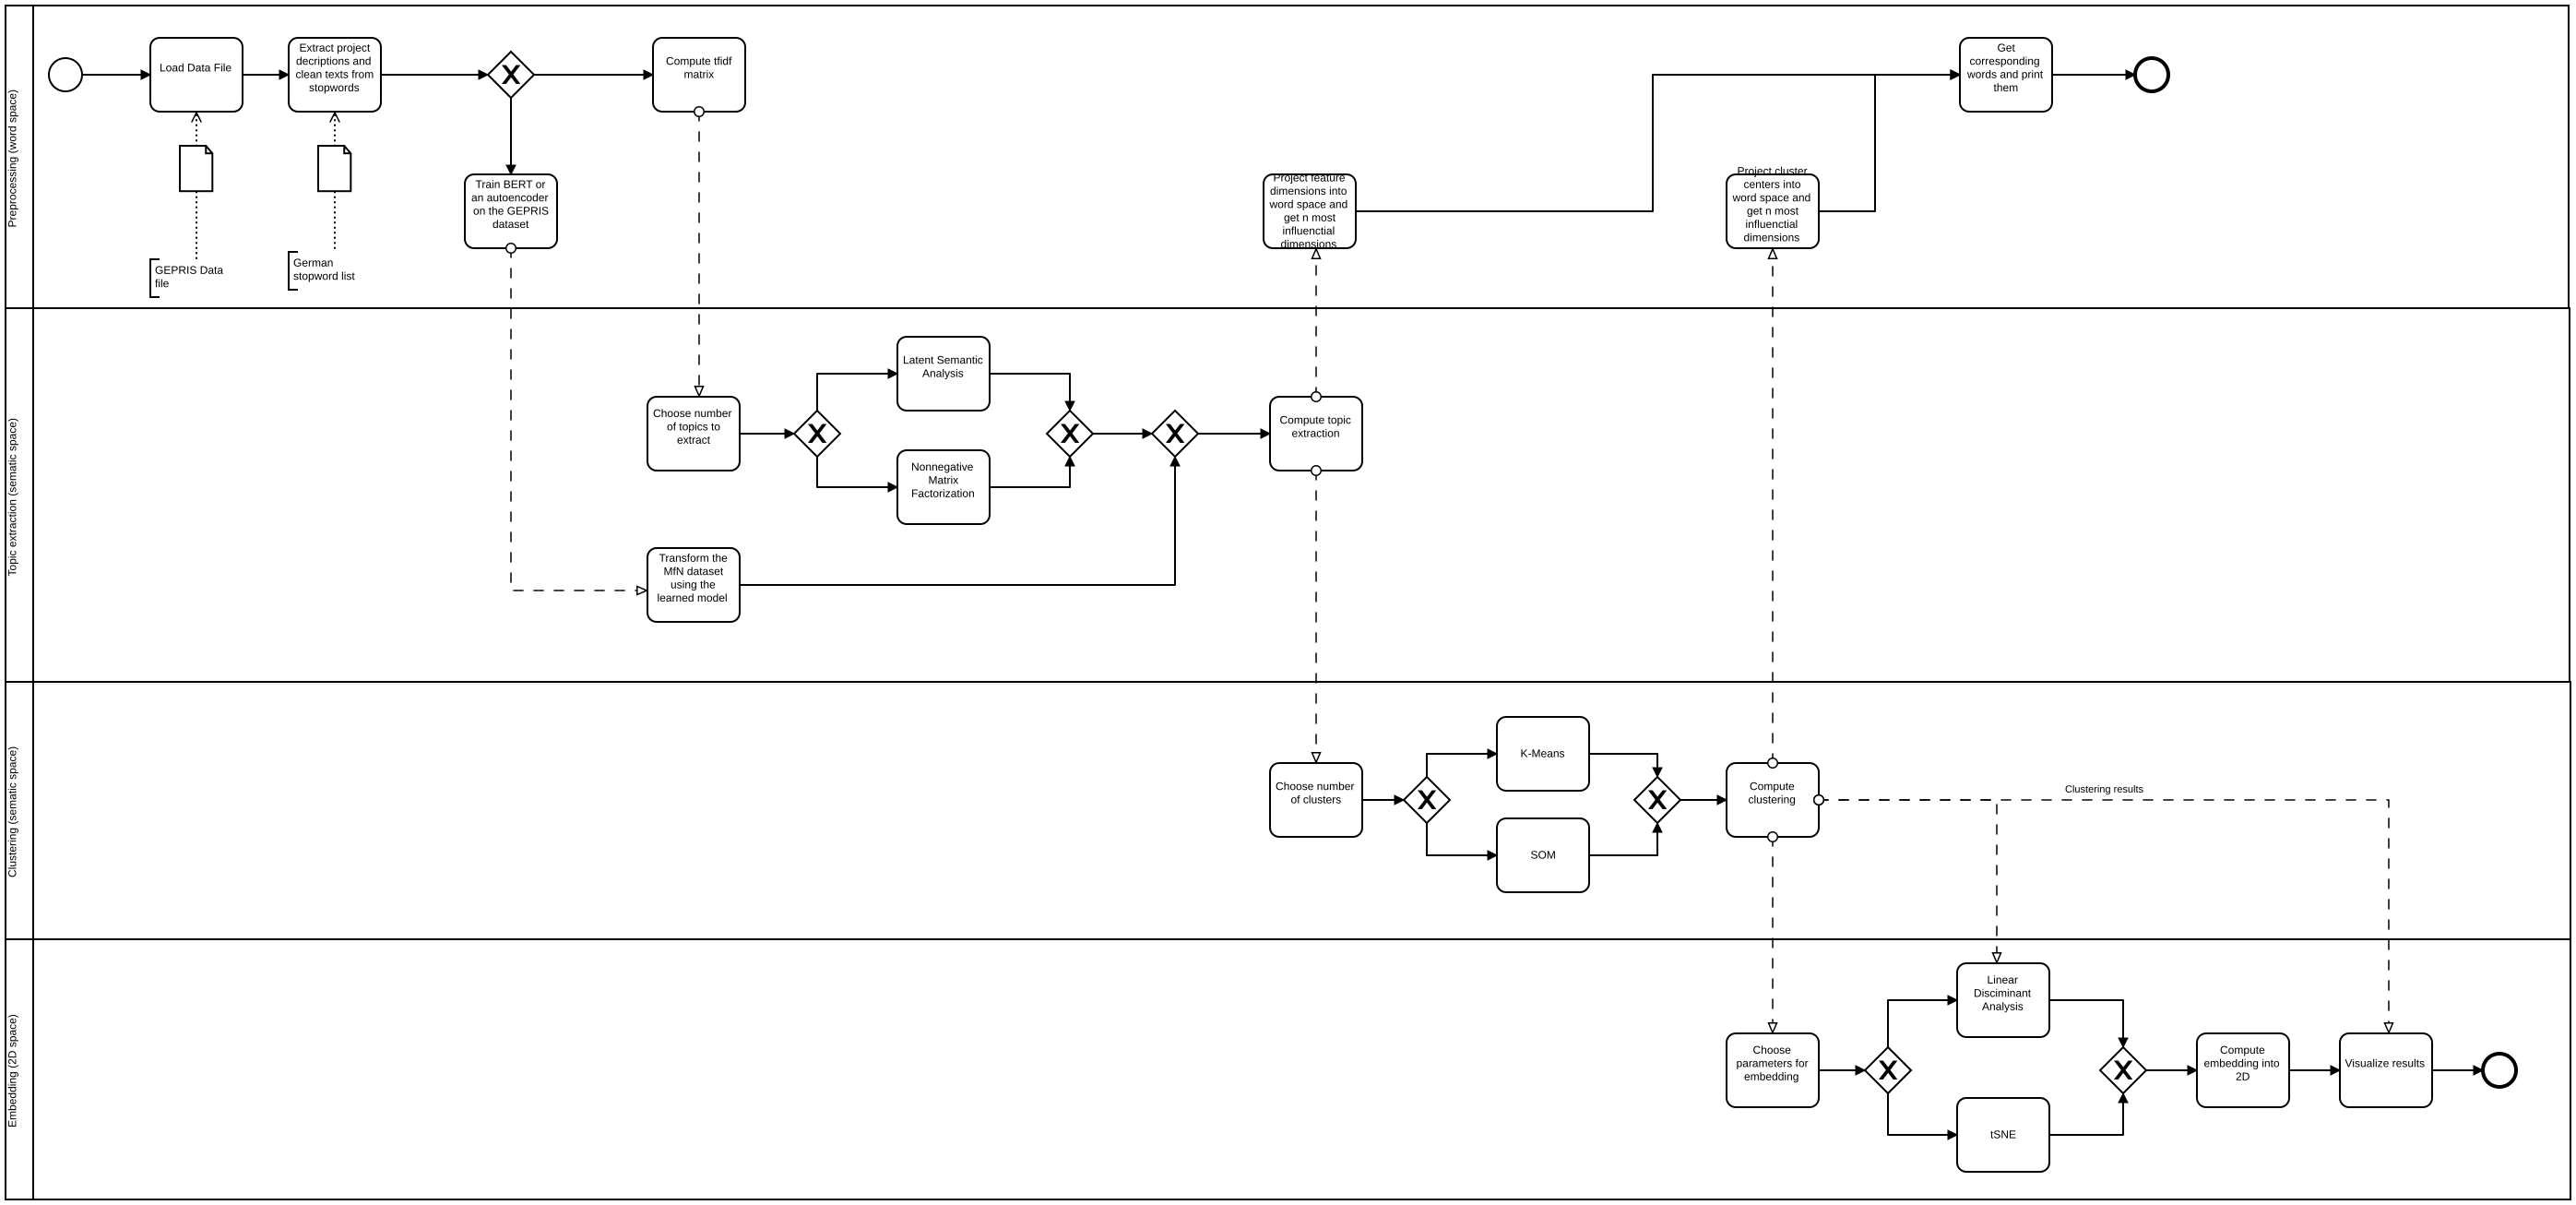 Preprocessing (word space)
Load Data File
Extract project
decriptions and
clean texts from
stopwords
Compute tfidf
matrix
Get
corresponding
words and print
them
Train BERT or
an autoencoder
on the GEPRIS
dataset
Project feature
dimensions into
word space and
get n most
influenctial
dimensions
Project cluster
centers into
word space and
get n most
influenctial
dimensions
GEPRIS Data
file
German
stopword list
Topic extraction (sematic space)
Latent Semantic
Analysis
Choose number
of topics to
extract
Nonnegative
Matrix
Factorization
Compute topic
extraction
Transform the
MfN dataset
using the
learned model
Clustering (sematic space)
Choose number
of clusters
K-Means
SOM
Compute
clustering
Clustering results
Embedding (2D space)
Linear
Disciminant
Analysis
Choose
parameters for
embedding
tSNE
Compute
embedding into
2D
Visualize results